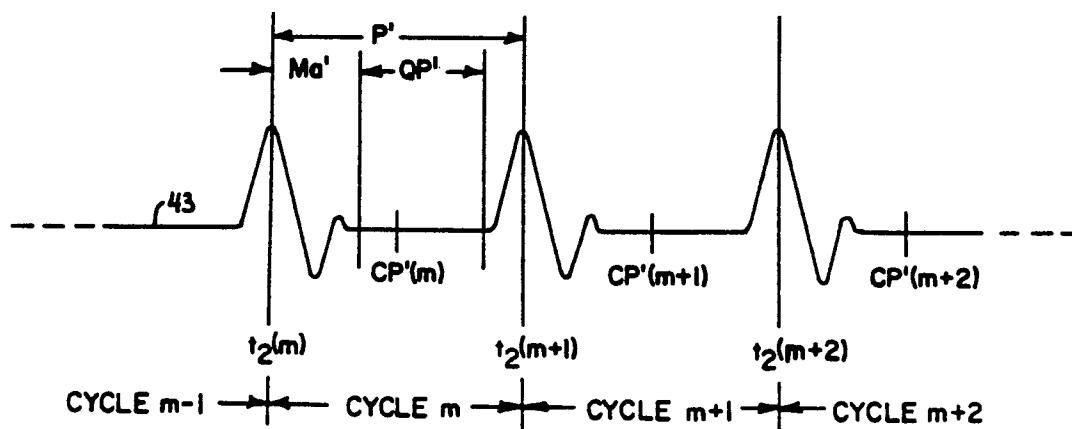 P'
Ma' QP'
43
CP'(m) CP'(m+1) CP'(m+2)
t2(m) t2(m+1) t2(m+2)
CYCLE m-1 CYCLE m CYCLE m+1 CYCLE m+2